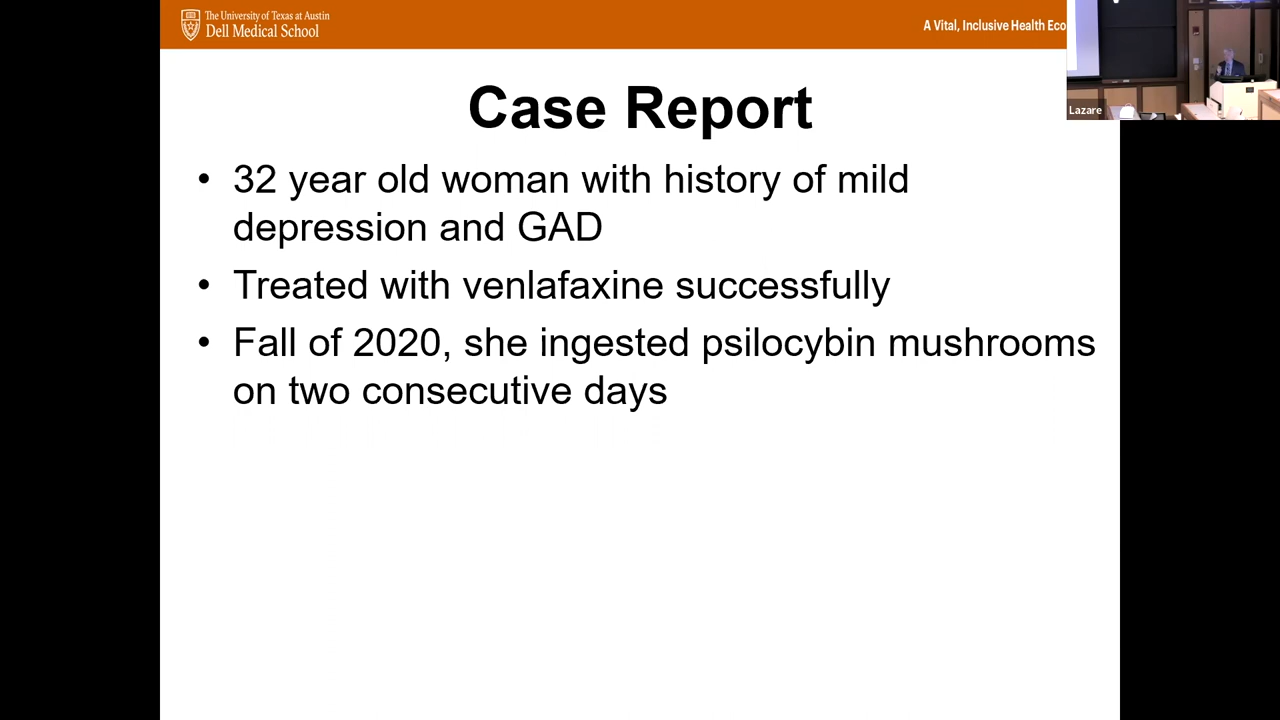 The University of Texas at Austin
Dell Medical School
A Vital, Inclusive Health Eco
Lazare
Case Report
• 32 year old woman with history of mild
depression and GAD
• Treated with venlafaxine successfully
• Fall of 2020, she ingested psilocybin mushrooms
on two consecutive days